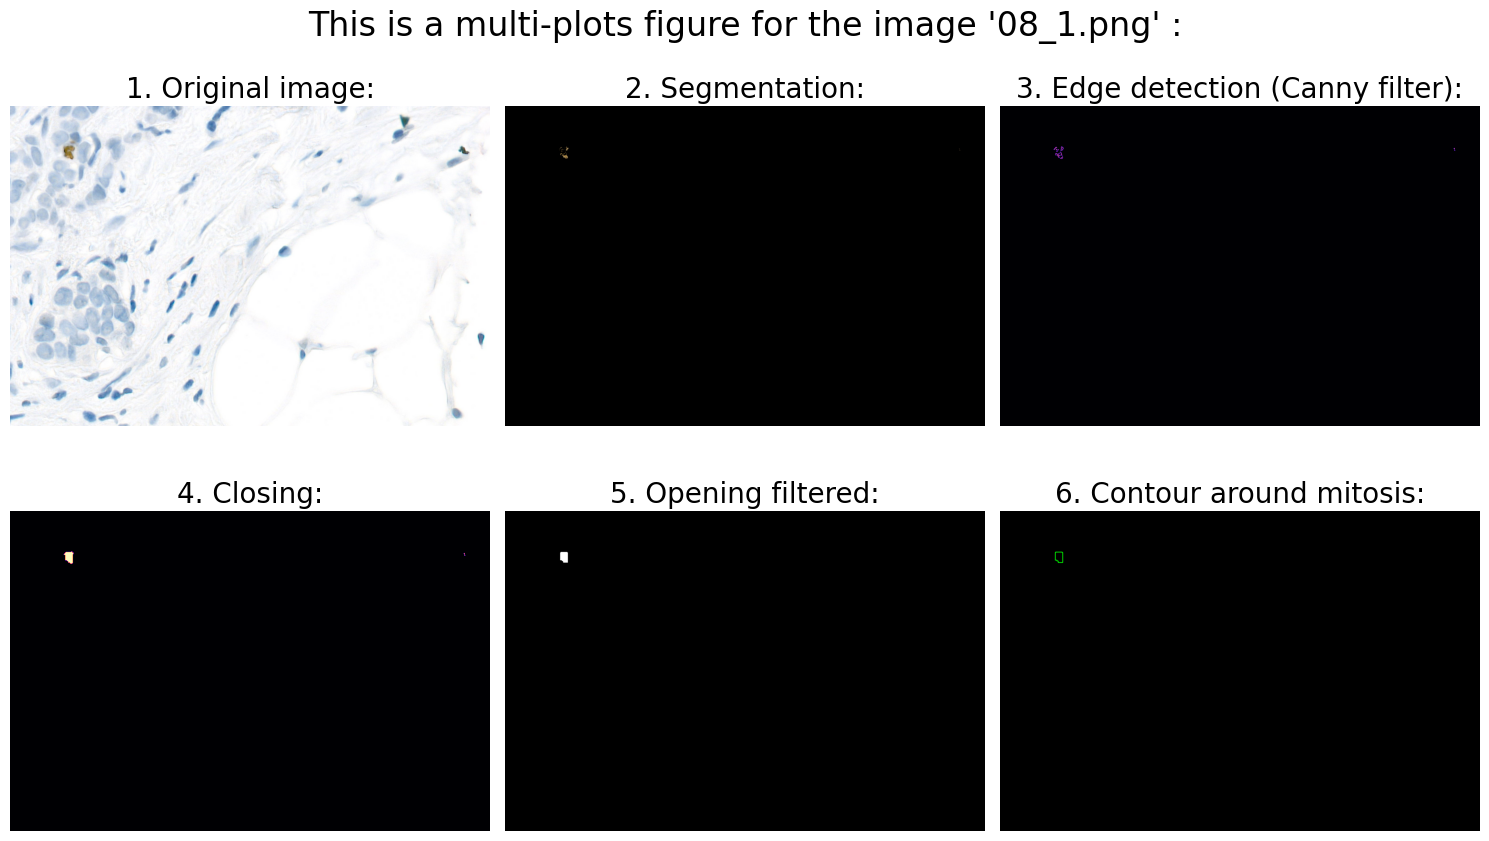 This is a multi-plots figure for the image '08_1.png' :
1. Original image:
2. Segmentation:
3. Edge detection (Canny filter):
4. Closing:
5. Opening filtered:
6. Contour around mitosis: